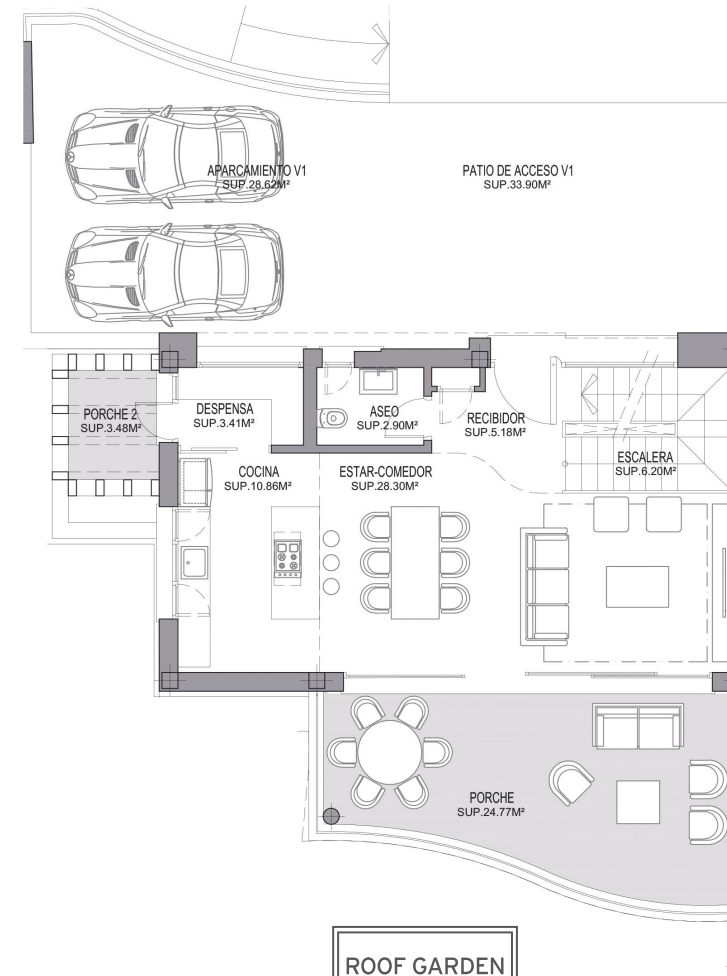 APARCAMIENTO V1
SUP.28.62M²
PATIO DE ACCESO V1
SUP.33.90M²
PORCHE 2
SUP.3.48M²
DESPENSA
SUP.3.41M²
ASEO
SUP.2.90M²
RECIBIDOR
SUP.5.18M²
COCINA
SUP.10.86M²
ESTAR-COMEDOR
SUP.28.30M²
ESCALERA
SUP.6.20M²
PORCHE
SUP.24.77M²
ROOF GARDEN